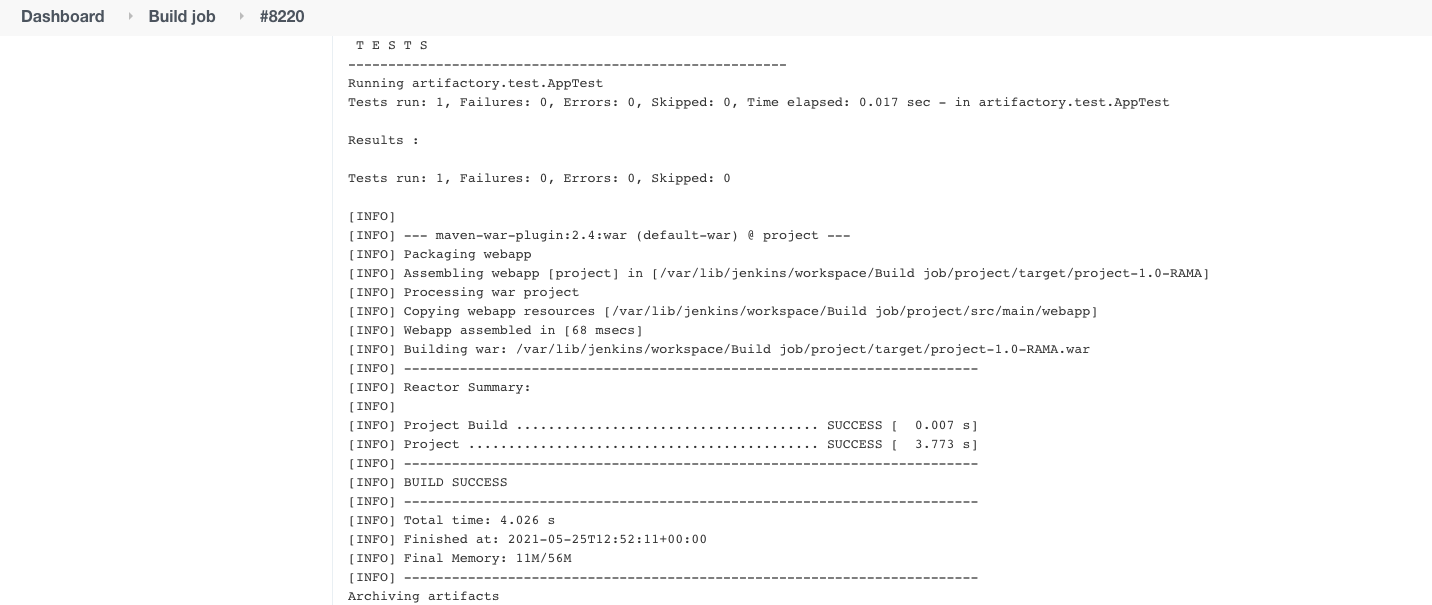 Dashboard Build job #8220
T E S T S
-------------------------------------------------------
Running artifactory.test.AppTest
Tests run: 1, Failures: 0, Errors: 0, Skipped: 0, Time elapsed: 0.017 sec - in artifactory.test.AppTest
Results :
Tests run: 1, Failures: 0, Errors: 0, Skipped: 0
[INFO]
[INFO] --- maven-war-plugin:2.4:war (default-war) @ project ---
[INFO] Packaging webapp
[INFO] Assembling webapp [project] in [/var/lib/jenkins/workspace/Build job/project/target/project-1.0-RAMA]
[INFO] Processing war project
[INFO] Copying webapp resources [/var/lib/jenkins/workspace/Build job/project/src/main/webapp]
[INFO] Webapp assembled in [68 msecs]
[INFO] Building war: /var/lib/jenkins/workspace/Build job/project/target/project-1.0-RAMA.war
[INFO] ------------------------------------------------------------------------
[INFO] Reactor Summary:
[INFO]
[INFO] Project Build ...................................... SUCCESS [  0.007 s]
[INFO] Project ............................................ SUCCESS [  3.773 s]
[INFO] ------------------------------------------------------------------------
[INFO] BUILD SUCCESS
[INFO] ------------------------------------------------------------------------
[INFO] Total time: 4.026 s
[INFO] Finished at: 2021-05-25T12:52:11+00:00
[INFO] Final Memory: 11M/56M
[INFO] ------------------------------------------------------------------------
Archiving artifacts